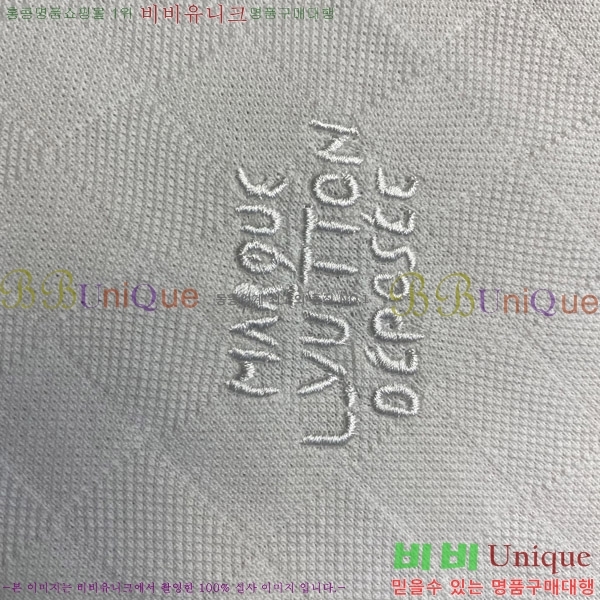 홍콩명품쇼핑몰 1위 비비유니크명품구매대행
MARQUE
L.VUITTON
DÉPOSÉE
BBUniQue
BBUniQue
비비 Unique
믿을수 있는 명품구매대행
-본 이미지는 비비유니크에서 촬영한 100% 실사 이미지 입니다.-